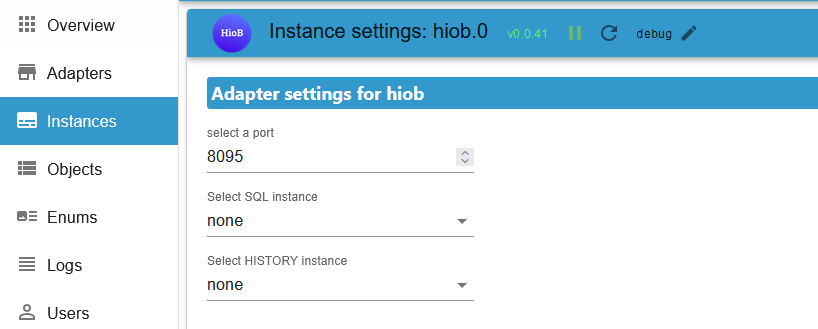 Overview
Adapters
Instances
Objects
Enums
Logs
Users
HioB
Instance settings: hiob.0 v0.0.41 debug
Adapter settings for hiob
select a port
8095
Select SQL instance
none
Select HISTORY instance
none